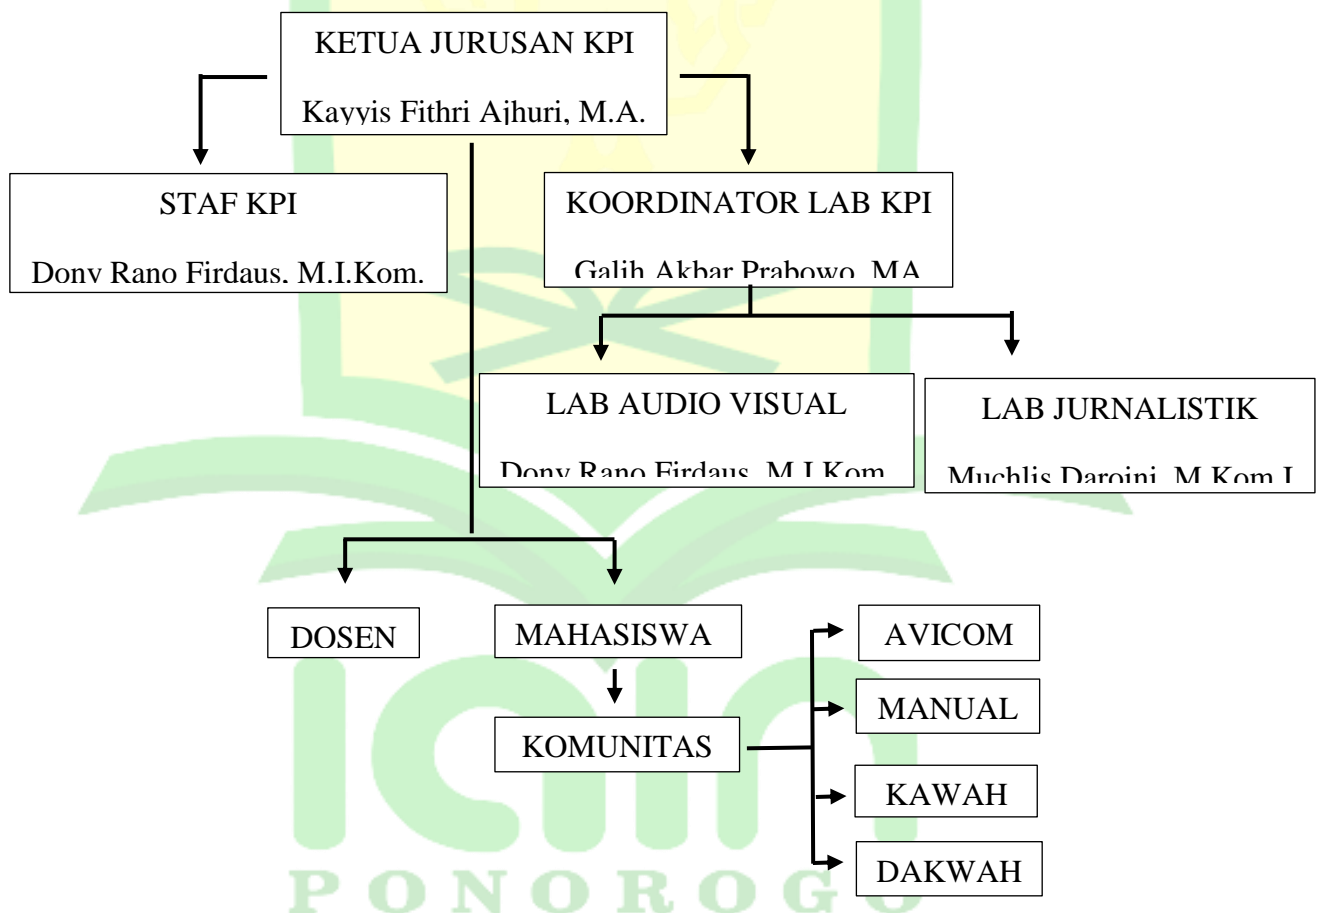 KETUA JURUSAN KPI
Kayyis Fithri Ajhuri, M.A.
STAF KPI
Dony Rano Firdaus, M.I.Kom.
KOORDINATOR LAB KPI
Galih Akbar Prabowo, MA
LAB AUDIO VISUAL
Dony Rano Firdaus, M.I.Kom
LAB JURNALISTIK
Muchlis Daroini, M.Kom.I
DOSEN
MAHASISWA
AVICOM
MANUAL
KOMUNITAS
KAWAH
DAKWAH
iain
PONOROGO